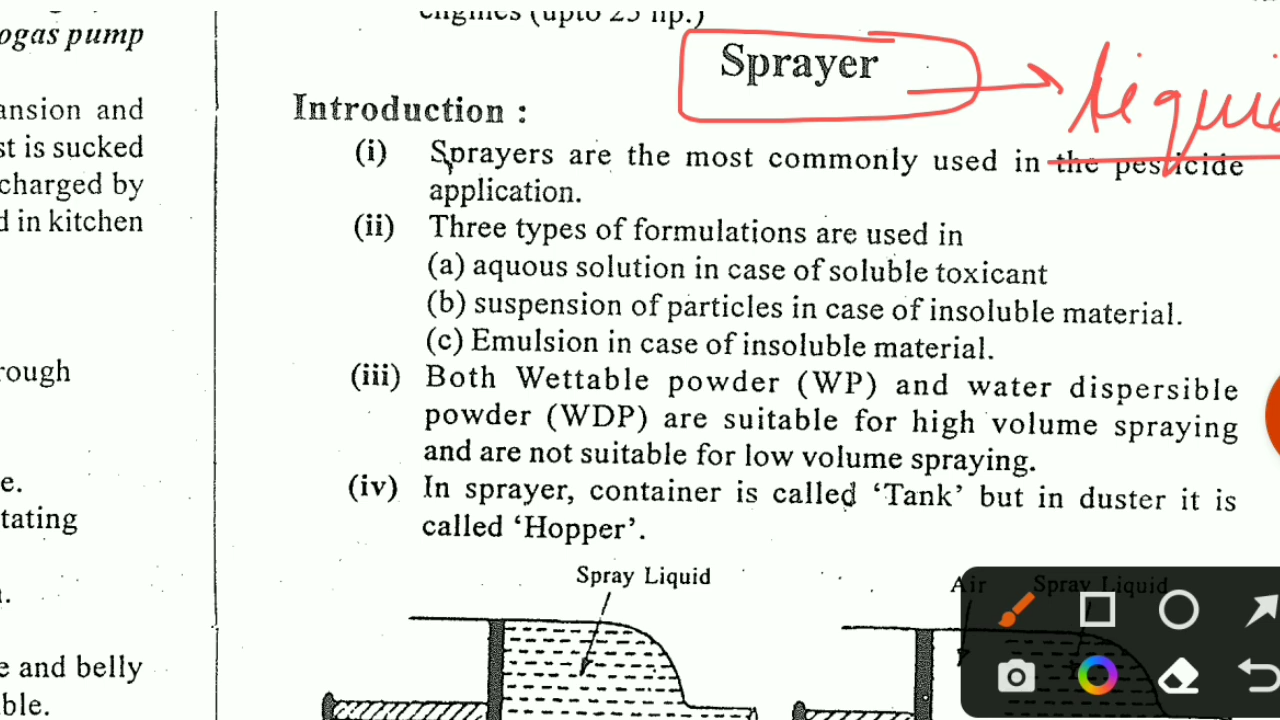 ogas pump
ansion and
st is sucked
charged by
d in kitchen
rough
e.
tating
e and belly
ble.
engines (upto 25 hp.)
Sprayer
Introduction :
(i) Sprayers are the most commonly used in the pesticide
application.
(ii) Three types of formulations are used in
(a) aquous solution in case of soluble toxicant
(b) suspension of particles in case of insoluble material.
(c) Emulsion in case of insoluble material.
(iii) Both Wettable powder (WP) and water dispersible
powder (WDP) are suitable for high volume spraying
and are not suitable for low volume spraying.
(iv) In sprayer, container is called ‘Tank’ but in duster it is
called ‘Hopper’.
Spray Liquid
Air Spray Liquid